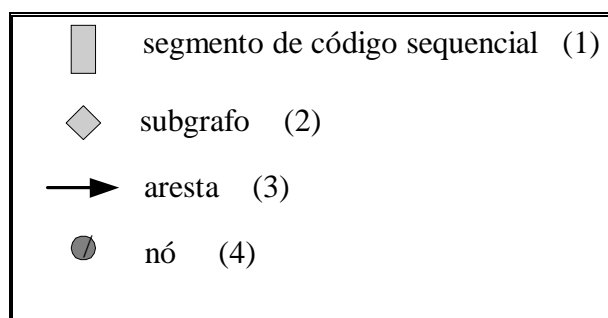 segmento de código sequencial (1)
subgrafo (2)
aresta (3)
nó (4)